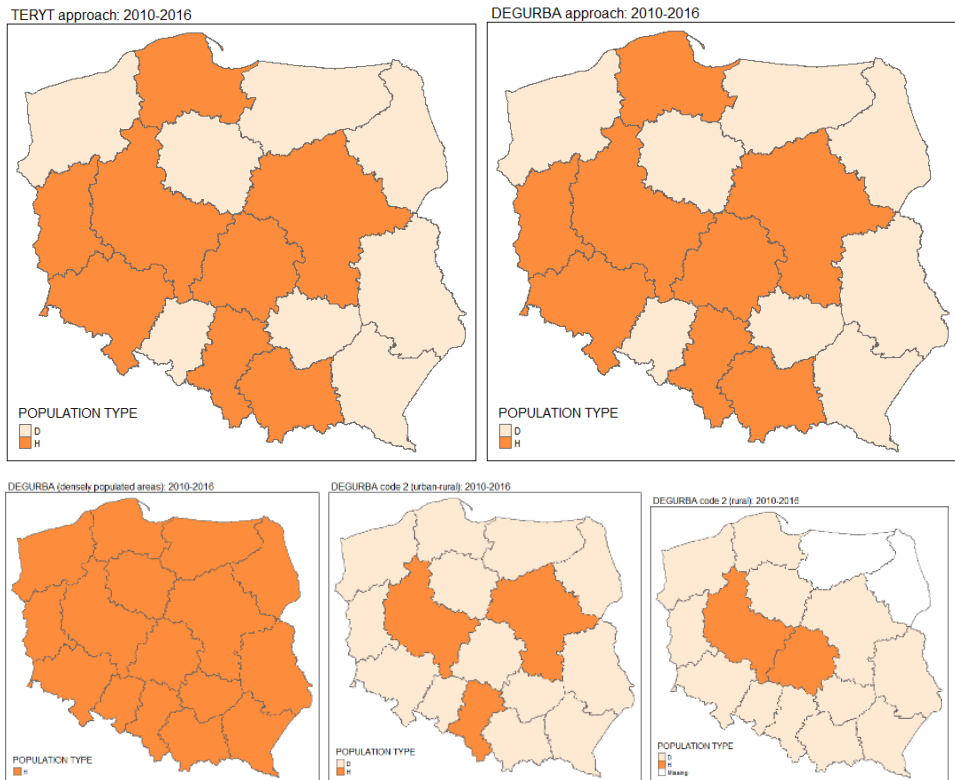 TERYT approach: 2010-2016
DEGURBA approach: 2010-2016
POPULATION TYPE
D
H
POPULATION TYPE
D
H
DEGURBA (densely populated areas): 2010-2016
DEGURBA code 2 (urban-rural): 2010-2016
DEGURBA code 2 (rural): 2010-2016
POPULATION TYPE
H
POPULATION TYPE
D
H
POPULATION TYPE
D
H
Missing